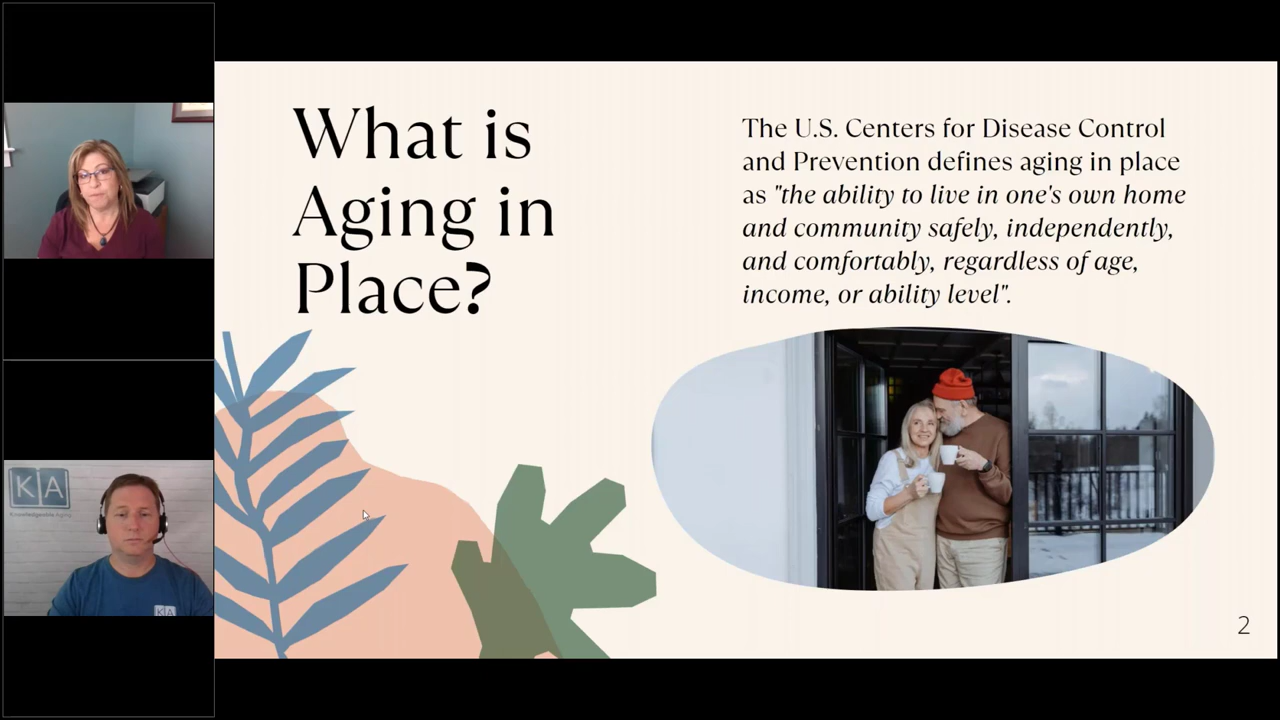 What is
Aging in
Place?
The U.S. Centers for Disease Control
and Prevention defines aging in place
as "the ability to live in one's own home
and community safely, independently,
and comfortably, regardless of age,
income, or ability level".
2
KA
Knowledgeable Aging
KA